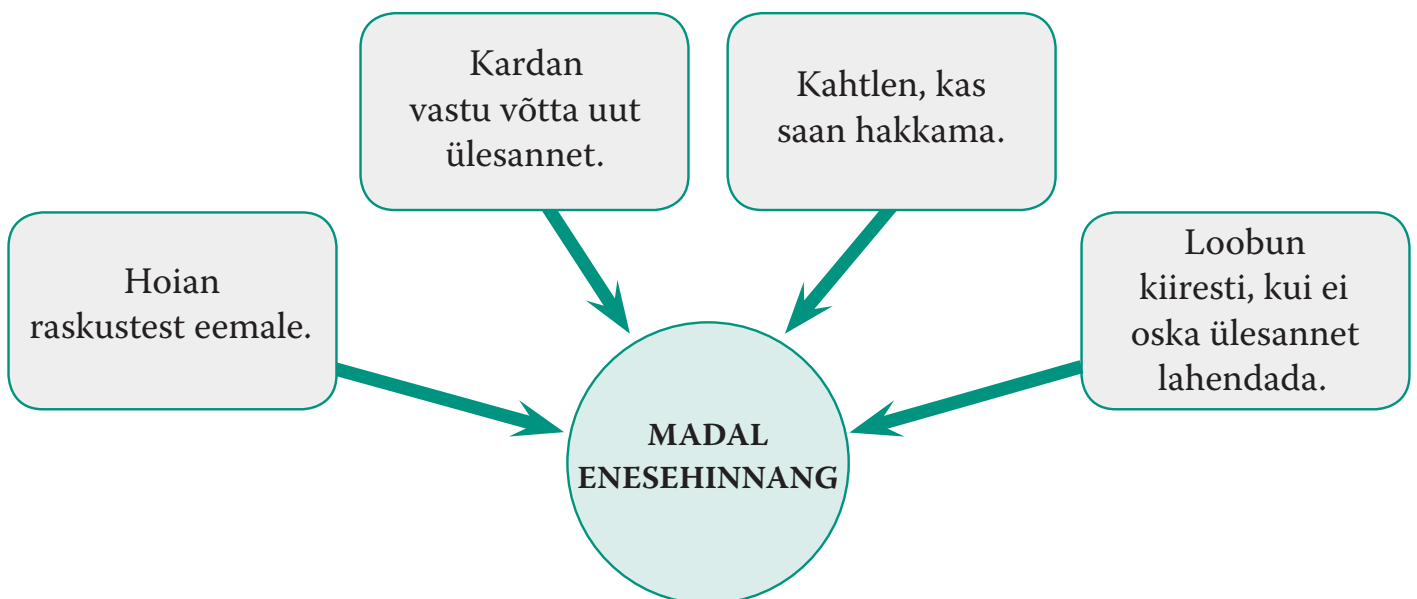 Kardan
vastu võtta uut
ülesannet.
Kahtlen, kas
saan hakkama.
Hoian
raskustest eemale.
Loobun
kiiresti, kui ei
oska ülesannet
lahendada.
MADAL
ENESEHINNANG